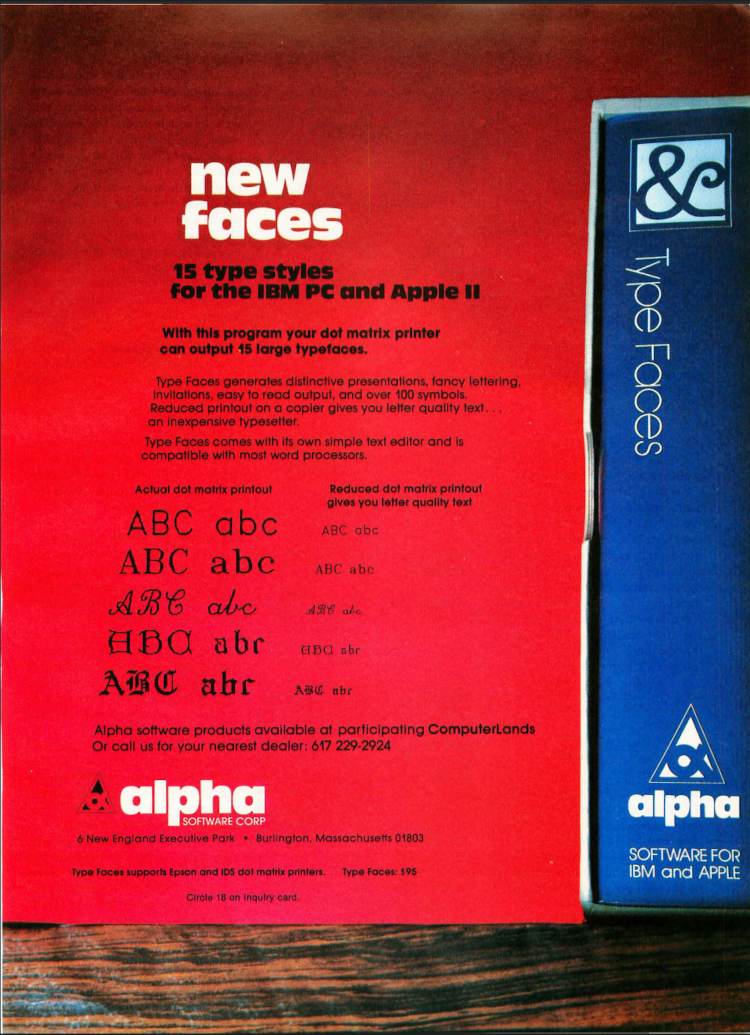 new
faces
15 type styles
for the IBM PC and Apple II
With this program your dot matrix printer
can output 15 large typefaces.
Type Faces generates distinctive presentations, fancy lettering,
invitations, easy to read output, and over 100 symbols.
Reduced printout on a copier gives you letter quality text...
an inexpensive typesetter.
Type Faces comes with its own simple text editor and is
compatible with most word processors.
Actual dot matrix printout
Reduced dot matrix printout
gives you letter quality text
ABC abc ABC abc
ABC abc ABC abc
ABC abc ABC abc
ABC abc ABC abc
ABC abc ABC abc
Alpha software products available at participating ComputerLands
Or call us for your nearest dealer: 617 229-2924
alpha
SOFTWARE CORP
6 New England Executive Park • Burlington, Massachusetts 01803
Type Faces supports Epson and IDS dot matrix printers. Type Faces: $95
Circle 18 on inquiry card.
&
Type Faces
alpha
SOFTWARE FOR
IBM and APPLE